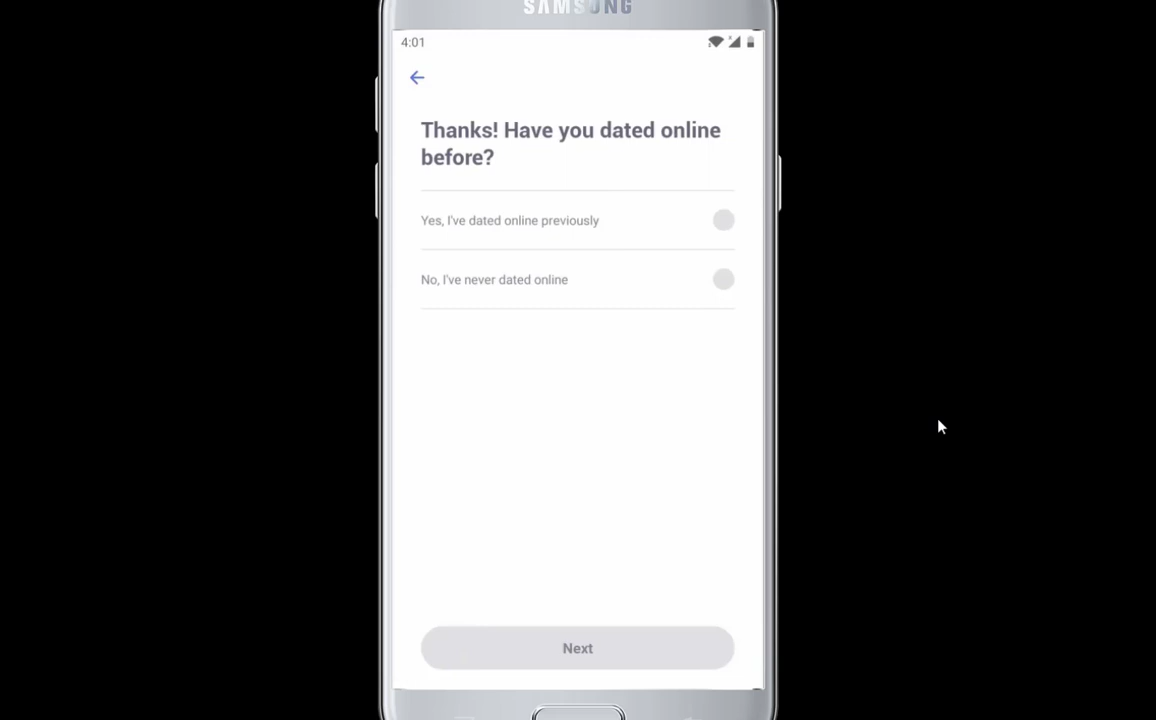 SAMSUNG
4:01
Thanks! Have you dated online
before?
Yes, I've dated online previously
No, I've never dated online
Next